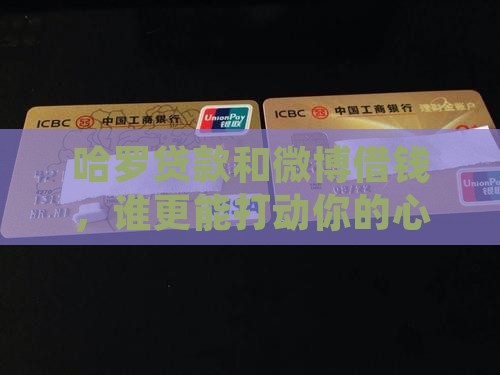 ICBC 中国工商银行
UnionPay
银联
ICBC 中国工商银行 理财金账户
哈罗贷款和微博借钱
，谁更能打动你的心